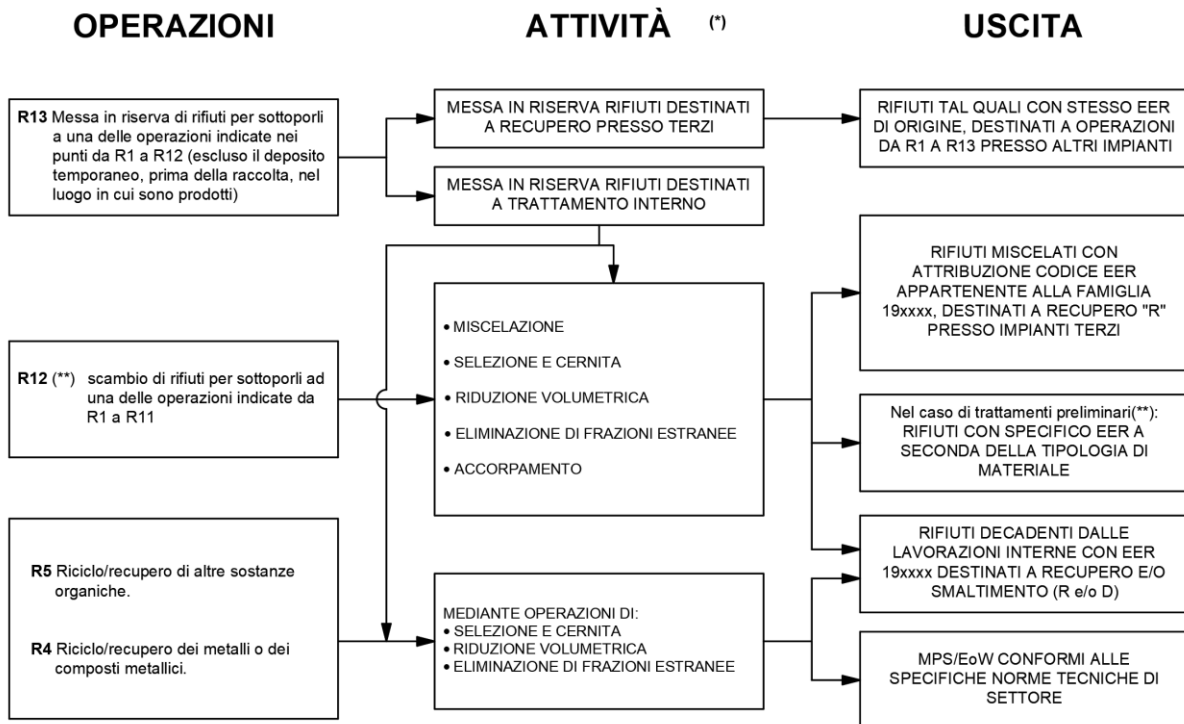 OPERAZIONI
ATTIVITÀ (*)
USCITA
R13 Messa in riserva di rifiuti per sottoporli
a una delle operazioni indicate nei
punti da R1 a R12 (escluso il deposito
temporaneo, prima della raccolta, nel
luogo in cui sono prodotti)
MESSA IN RISERVA RIFIUTI DESTINATI
A RECUPERO PRESSO TERZI
RIFIUTI TAL QUALI CON STESSO EER
DI ORIGINE, DESTINATI A OPERAZIONI
DA R1 A R13 PRESSO ALTRI IMPIANTI
MESSA IN RISERVA RIFIUTI DESTINATI
A TRATTAMENTO INTERNO
R12 (**) scambio di rifiuti per sottoporli ad
una delle operazioni indicate da
R1 a R11
• MISCELAZIONE
• SELEZIONE E CERNITA
• RIDUZIONE VOLUMETRICA
• ELIMINAZIONE DI FRAZIONI ESTRANEE
• ACCORPAMENTO
RIFIUTI MISCELATI CON
ATTRIBUZIONE CODICE EER
APPARTENENTE ALLA FAMIGLIA
19xxxx, DESTINATI A RECUPERO "R"
PRESSO IMPIANTI TERZI
Nel caso di trattamenti preliminari(**):
RIFIUTI CON SPECIFICO EER A
SECONDA DELLA TIPOLOGIA DI
MATERIALE
RIFIUTI DECADENTI DALLE
LAVORAZIONI INTERNE CON EER
19xxxx DESTINATI A RECUPERO E/O
SMALTIMENTO (R e/o D)
R5 Riciclo/recupero di altre sostanze
organiche.
R4 Riciclo/recupero dei metalli o dei
composti metallici.
MEDIANTE OPERAZIONI DI:
• SELEZIONE E CERNITA
• RIDUZIONE VOLUMETRICA
• ELIMINAZIONE DI FRAZIONI ESTRANEE
MPS/EoW CONFORMI ALLE
SPECIFICHE NORME TECNICHE DI
SETTORE